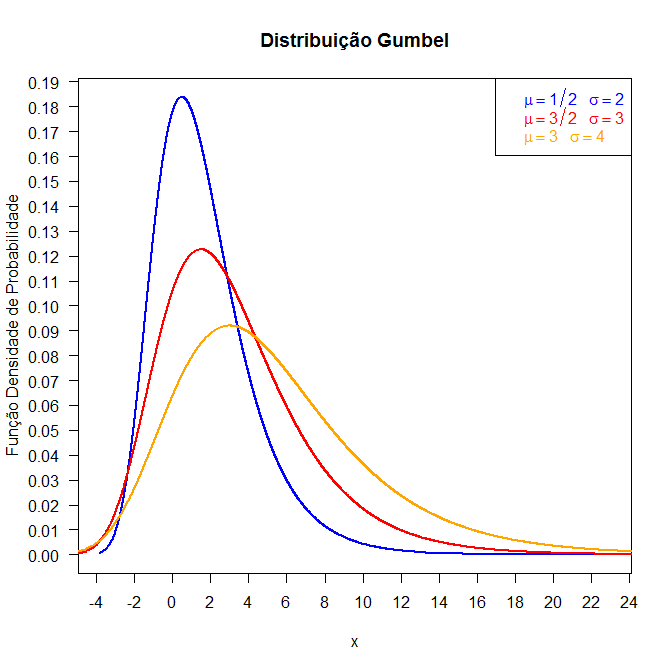 Distribuição Gumbel
μ = 1/2 σ = 2
μ = 3/2 σ = 3
μ = 3 σ = 4
Função Densidade de Probabilidade
0.19
0.18
0.17
0.16
0.15
0.14
0.13
0.12
0.11
0.10
0.09
0.08
0.07
0.06
0.05
0.04
0.03
0.02
0.01
0.00
-4 -2 0 2 4 6 8 10 12 14 16 18 20 22 24
x